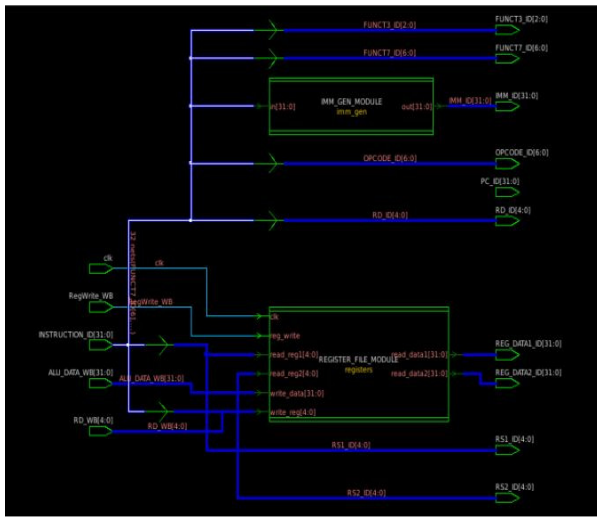 FUNCT3_ID[2:0]
FUNCT3_ID[2:0]
FUNCT7_ID[6:0]
FUNCT7_ID[6:0]
IMM_GEN_MODULE
in[31:0]
out[31:0]
imm_gen
IMM_ID[31:0]
IMM_ID[31:0]
OPCODE_ID[6:0]
OPCODE_ID[6:0]
PC_ID[31:0]
RD_ID[4:0]
RD_ID[4:0]
clk
clk
RegWrite_WB
RegWrite_WB
INSTRUCTION_ID[31:0]
ALU_DATA_WB[31:0]
ALU_DATA_WB[31:0]
RD_WB[4:0]
RD_WB[4:0]
clk
reg_write
read_reg1[4:0]
REGISTER_FILE_MODULE
read_data1[31:0]
read_reg2[4:0]
registers
read_data2[31:0]
write_data[31:0]
write_reg[4:0]
REG_DATA1_ID[31:0]
REG_DATA2_ID[31:0]
RS1_ID[4:0]
RS1_ID[4:0]
RS2_ID[4:0]
RS2_ID[4:0]